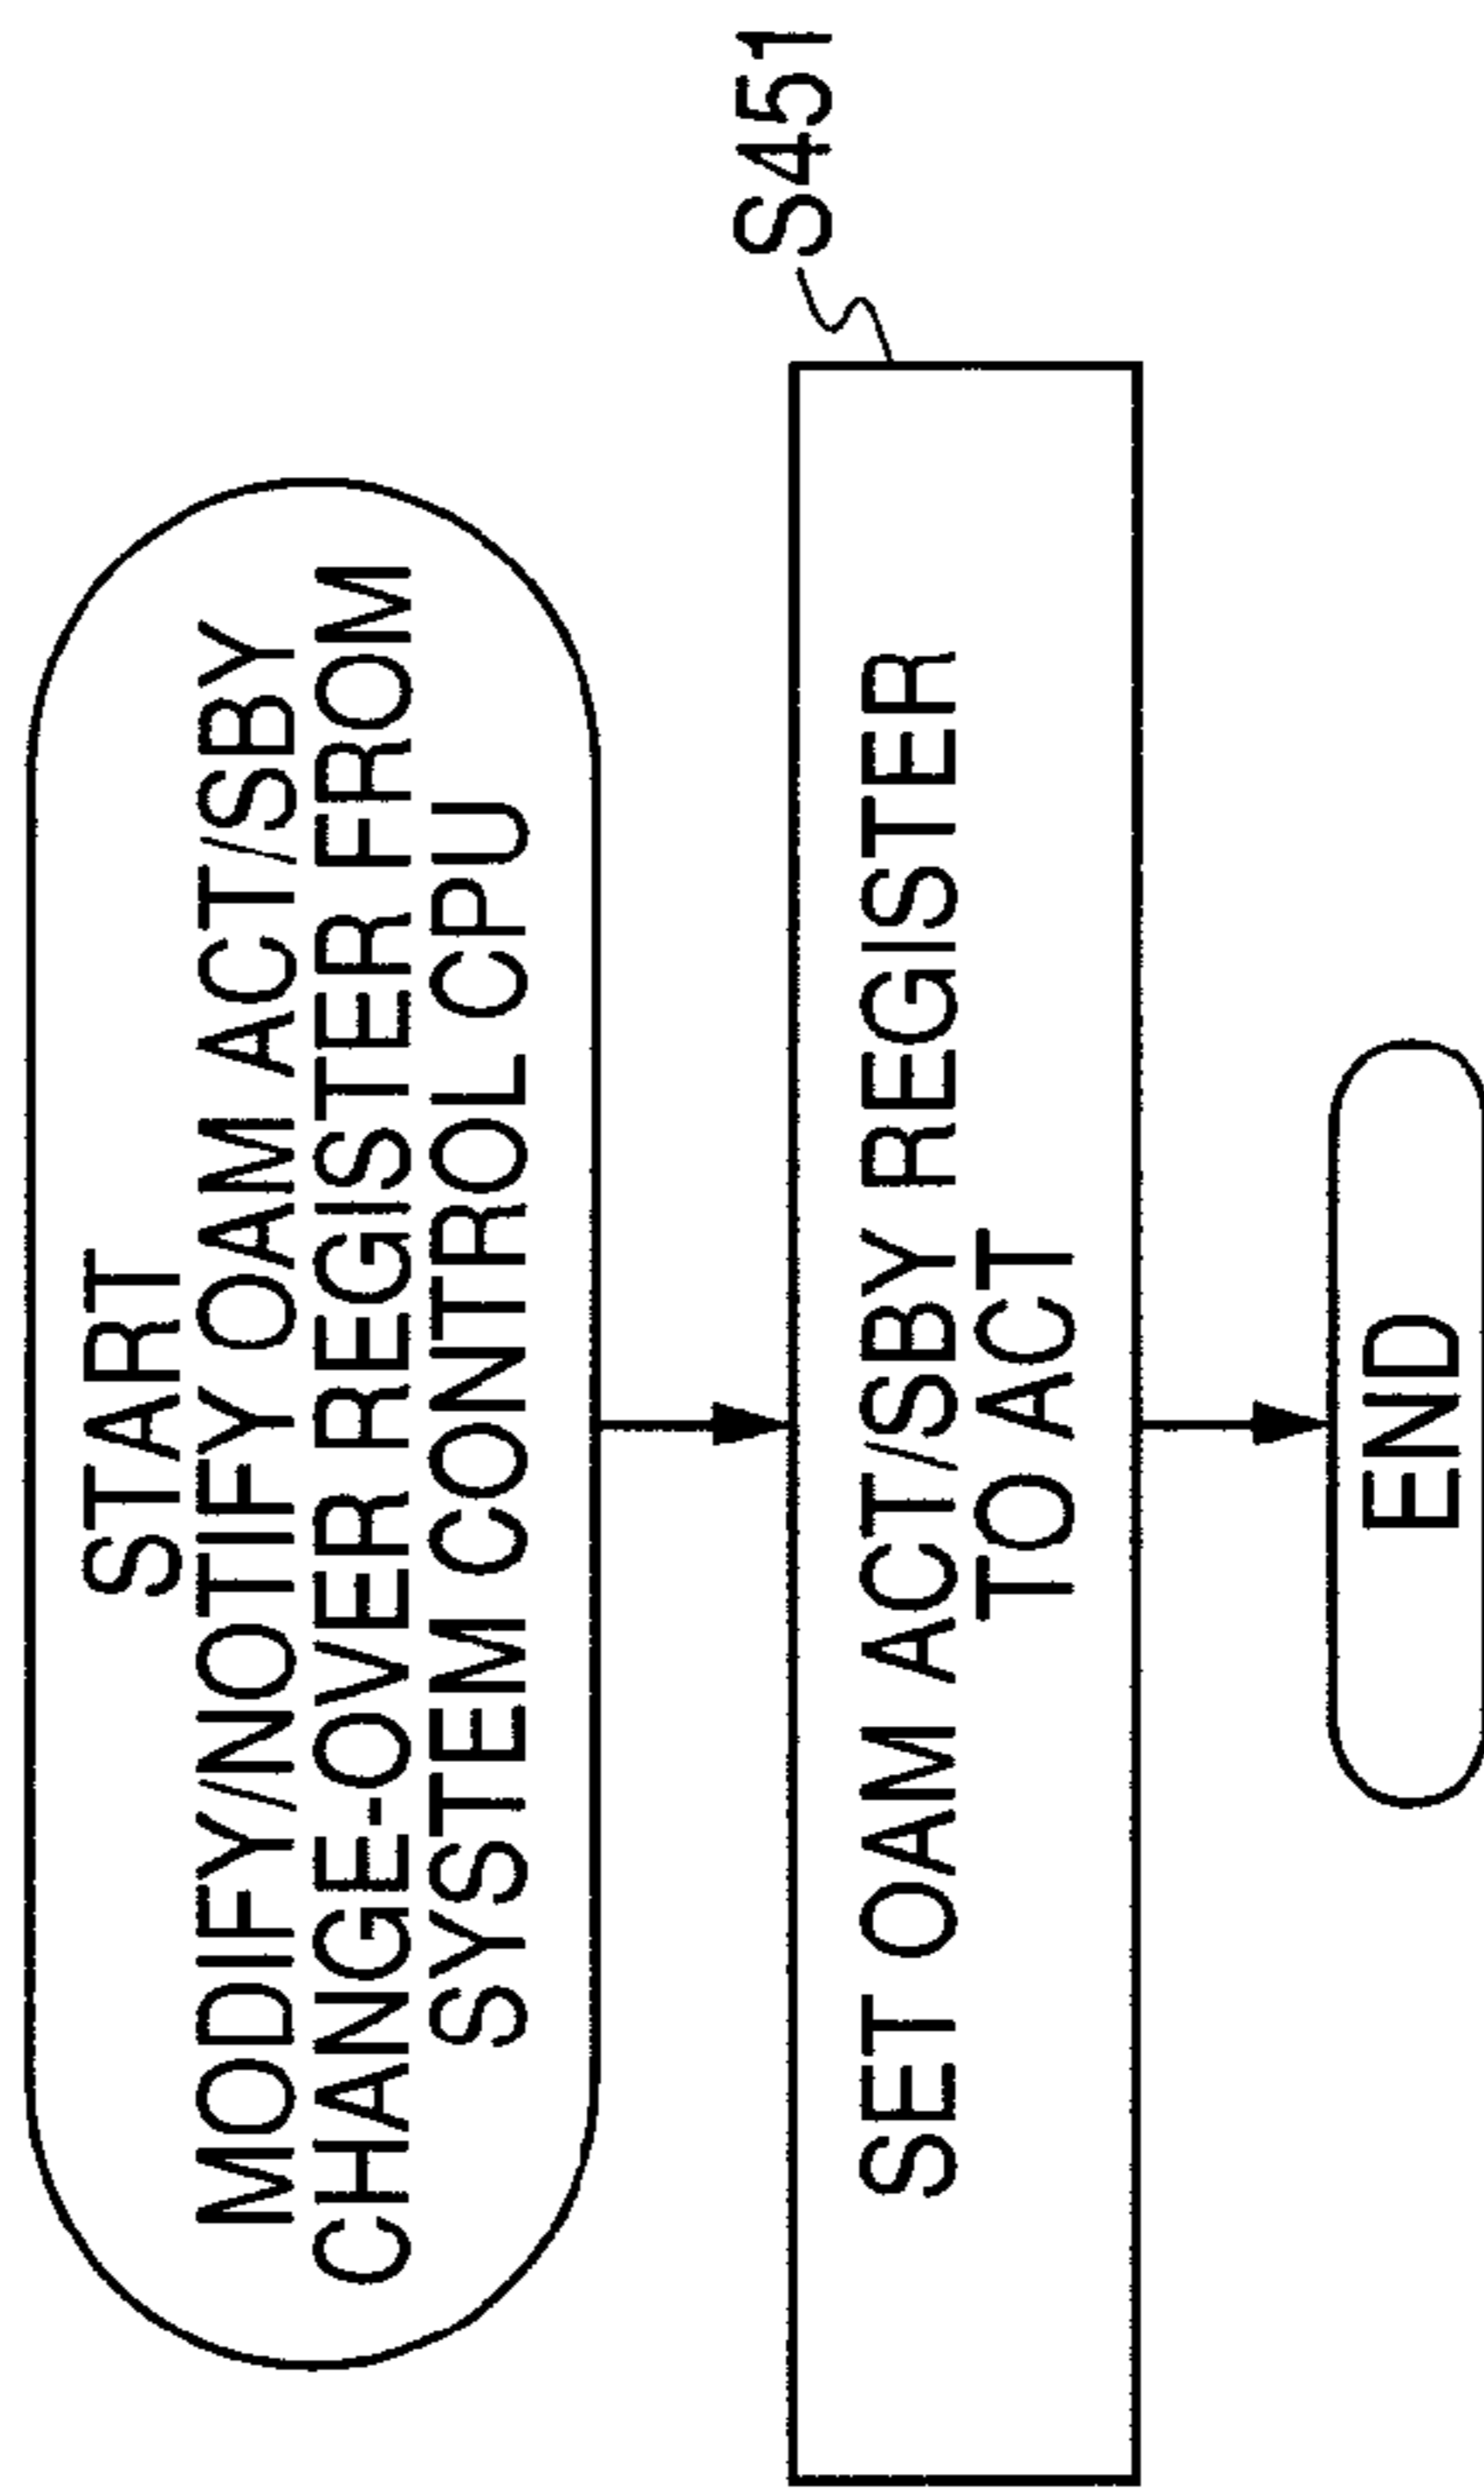 START
MODIFY/NOTIFY OAM ACT/SBY
CHANGE-OVER REGISTER FROM
SYSTEM CONTROL CPU
S451
SET OAM ACT/SBY REGISTER
TO ACT
END